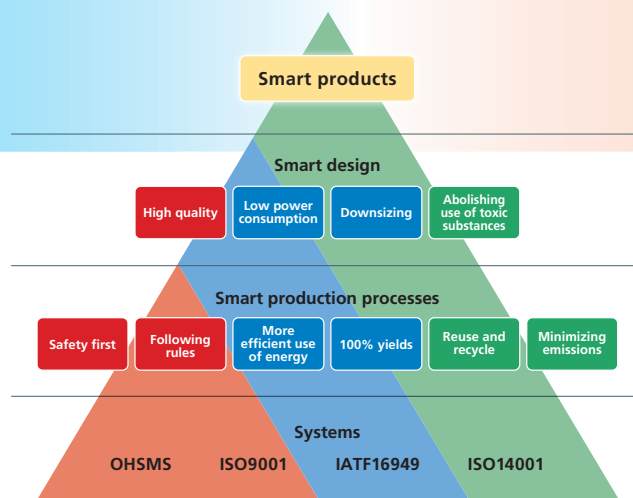 Smart products
Smart design
High quality
Low power
consumption
Downsizing
Abolishing
use of toxic
substances
Smart production processes
Safety first
Following
rules
More
efficient use
of energy
100% yields
Reuse and
recycle
Minimizing
emissions
Systems
OHSMS ISO9001 IATF16949 ISO14001